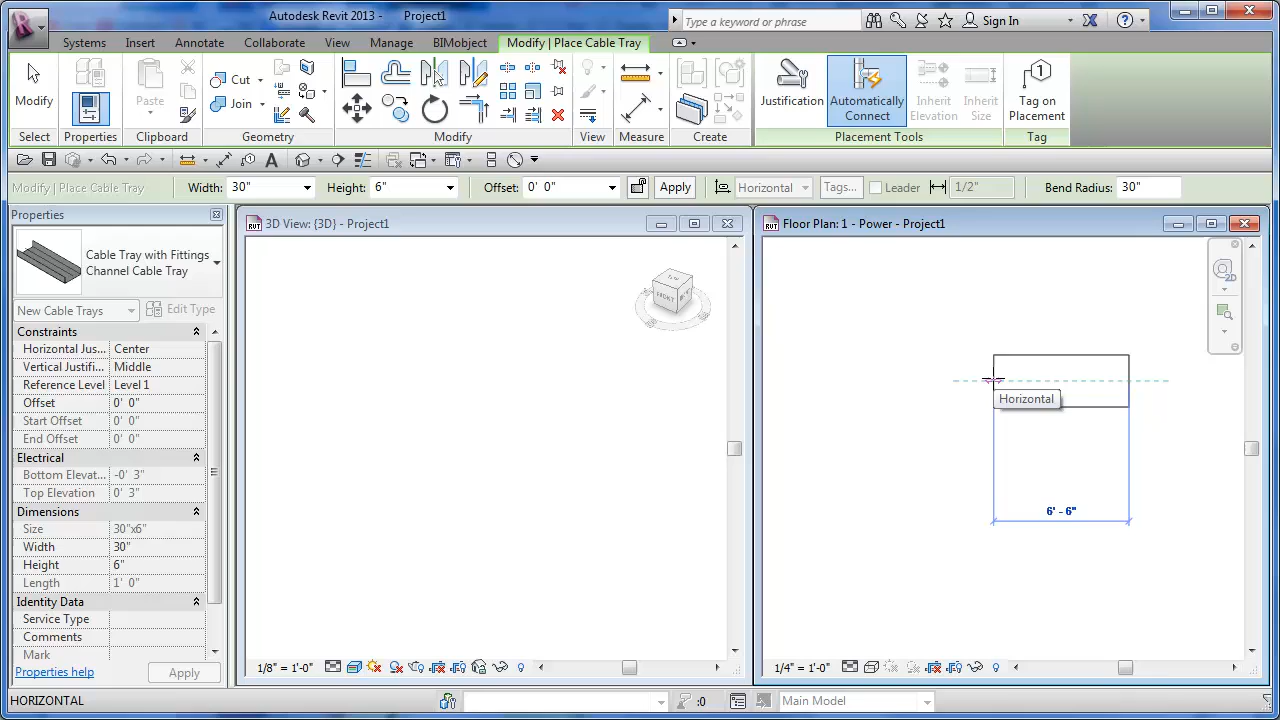 Autodesk Revit 2013 - Project1
Type a keyword or phrase
Sign In
Systems Insert Annotate Collaborate View Manage BIMobject Modify | Place Cable Tray
Modify
Paste
Cut
Join
Justification
Automatically
Connect
Inherit
Elevation
Inherit
Size
Tag on
Placement
Select Properties Clipboard Geometry Modify View Measure Create Placement Tools Tag
Modify | Place Cable Tray Width: 30" Height: 6" Offset: 0' 0" Apply Horizontal Tags... Leader 1/2" Bend Radius: 30"
Properties
3D View: {3D} - Project1
Floor Plan: 1 - Power - Project1
Cable Tray with Fittings
Channel Cable Tray
New Cable Trays Edit Type
Constraints
Horizontal Jus... Center
Vertical Justifi... Middle
Reference Level Level 1
Offset 0' 0"
Start Offset 0' 0"
End Offset 0' 0"
Electrical
Bottom Elevat... -0' 3"
Top Elevation 0' 3"
Dimensions
Size 30"x6"
Width 30"
Height 6"
Length 1' 0"
Identity Data
Service Type
Comments
Mark
Properties help Apply
FRONT
2D
Horizontal
6' - 6"
1/8" = 1'-0"
1/4" = 1'-0"
HORIZONTAL
:0
Main Model